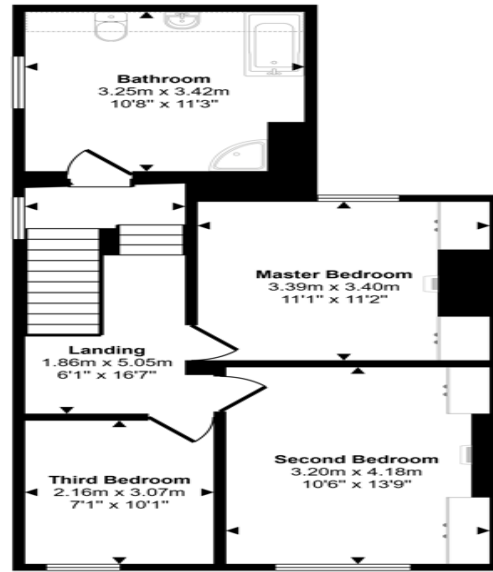 Bathroom
3.25m x 3.42m
10'8" x 11'3"
Master Bedroom
3.39m x 3.40m
11'1" x 11'2"
Landing
1.86m x 5.05m
6'1" x 16'7"
Second Bedroom
3.20m x 4.18m
10'6" x 13'9"
Third Bedroom
2.16m x 3.07m
7'1" x 10'1"